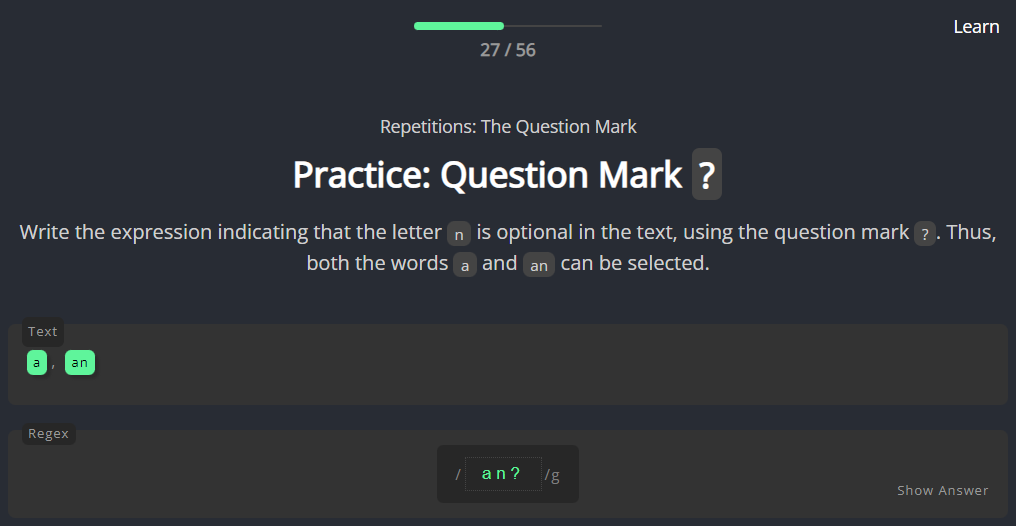 Learn
27 / 56
Repetitions: The Question Mark
Practice: Question Mark ?
Write the expression indicating that the letter n is optional in the text, using the question mark ?. Thus,
both the words a and an can be selected.
Text
a, an
Regex
/an?/g
Show Answer